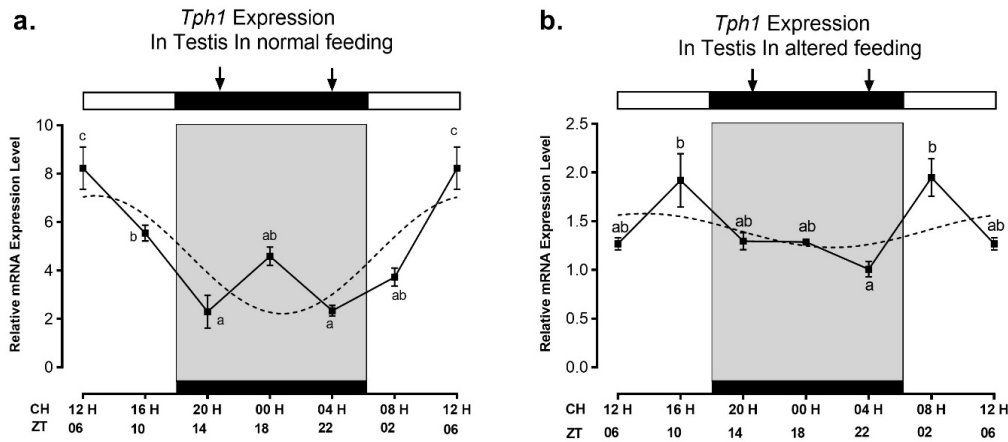 a.
Tph1 Expression
In Testis In normal feeding
Relative mRNA Expression Level
10
8
6
4
2
0
c
b
a
ab
a
ab
c
CH 12 H 16 H 20 H 00 H 04 H 08 H 12 H
ZT 06 10 14 18 22 02 06
b.
Tph1 Expression
In Testis In altered feeding
Relative mRNA Expression Level
2.5
2.0
1.5
1.0
0.5
0.0
ab
b
ab
ab
a
b
ab
CH 12 H 16 H 20 H 00 H 04 H 08 H 12 H
ZT 06 10 14 18 22 02 06